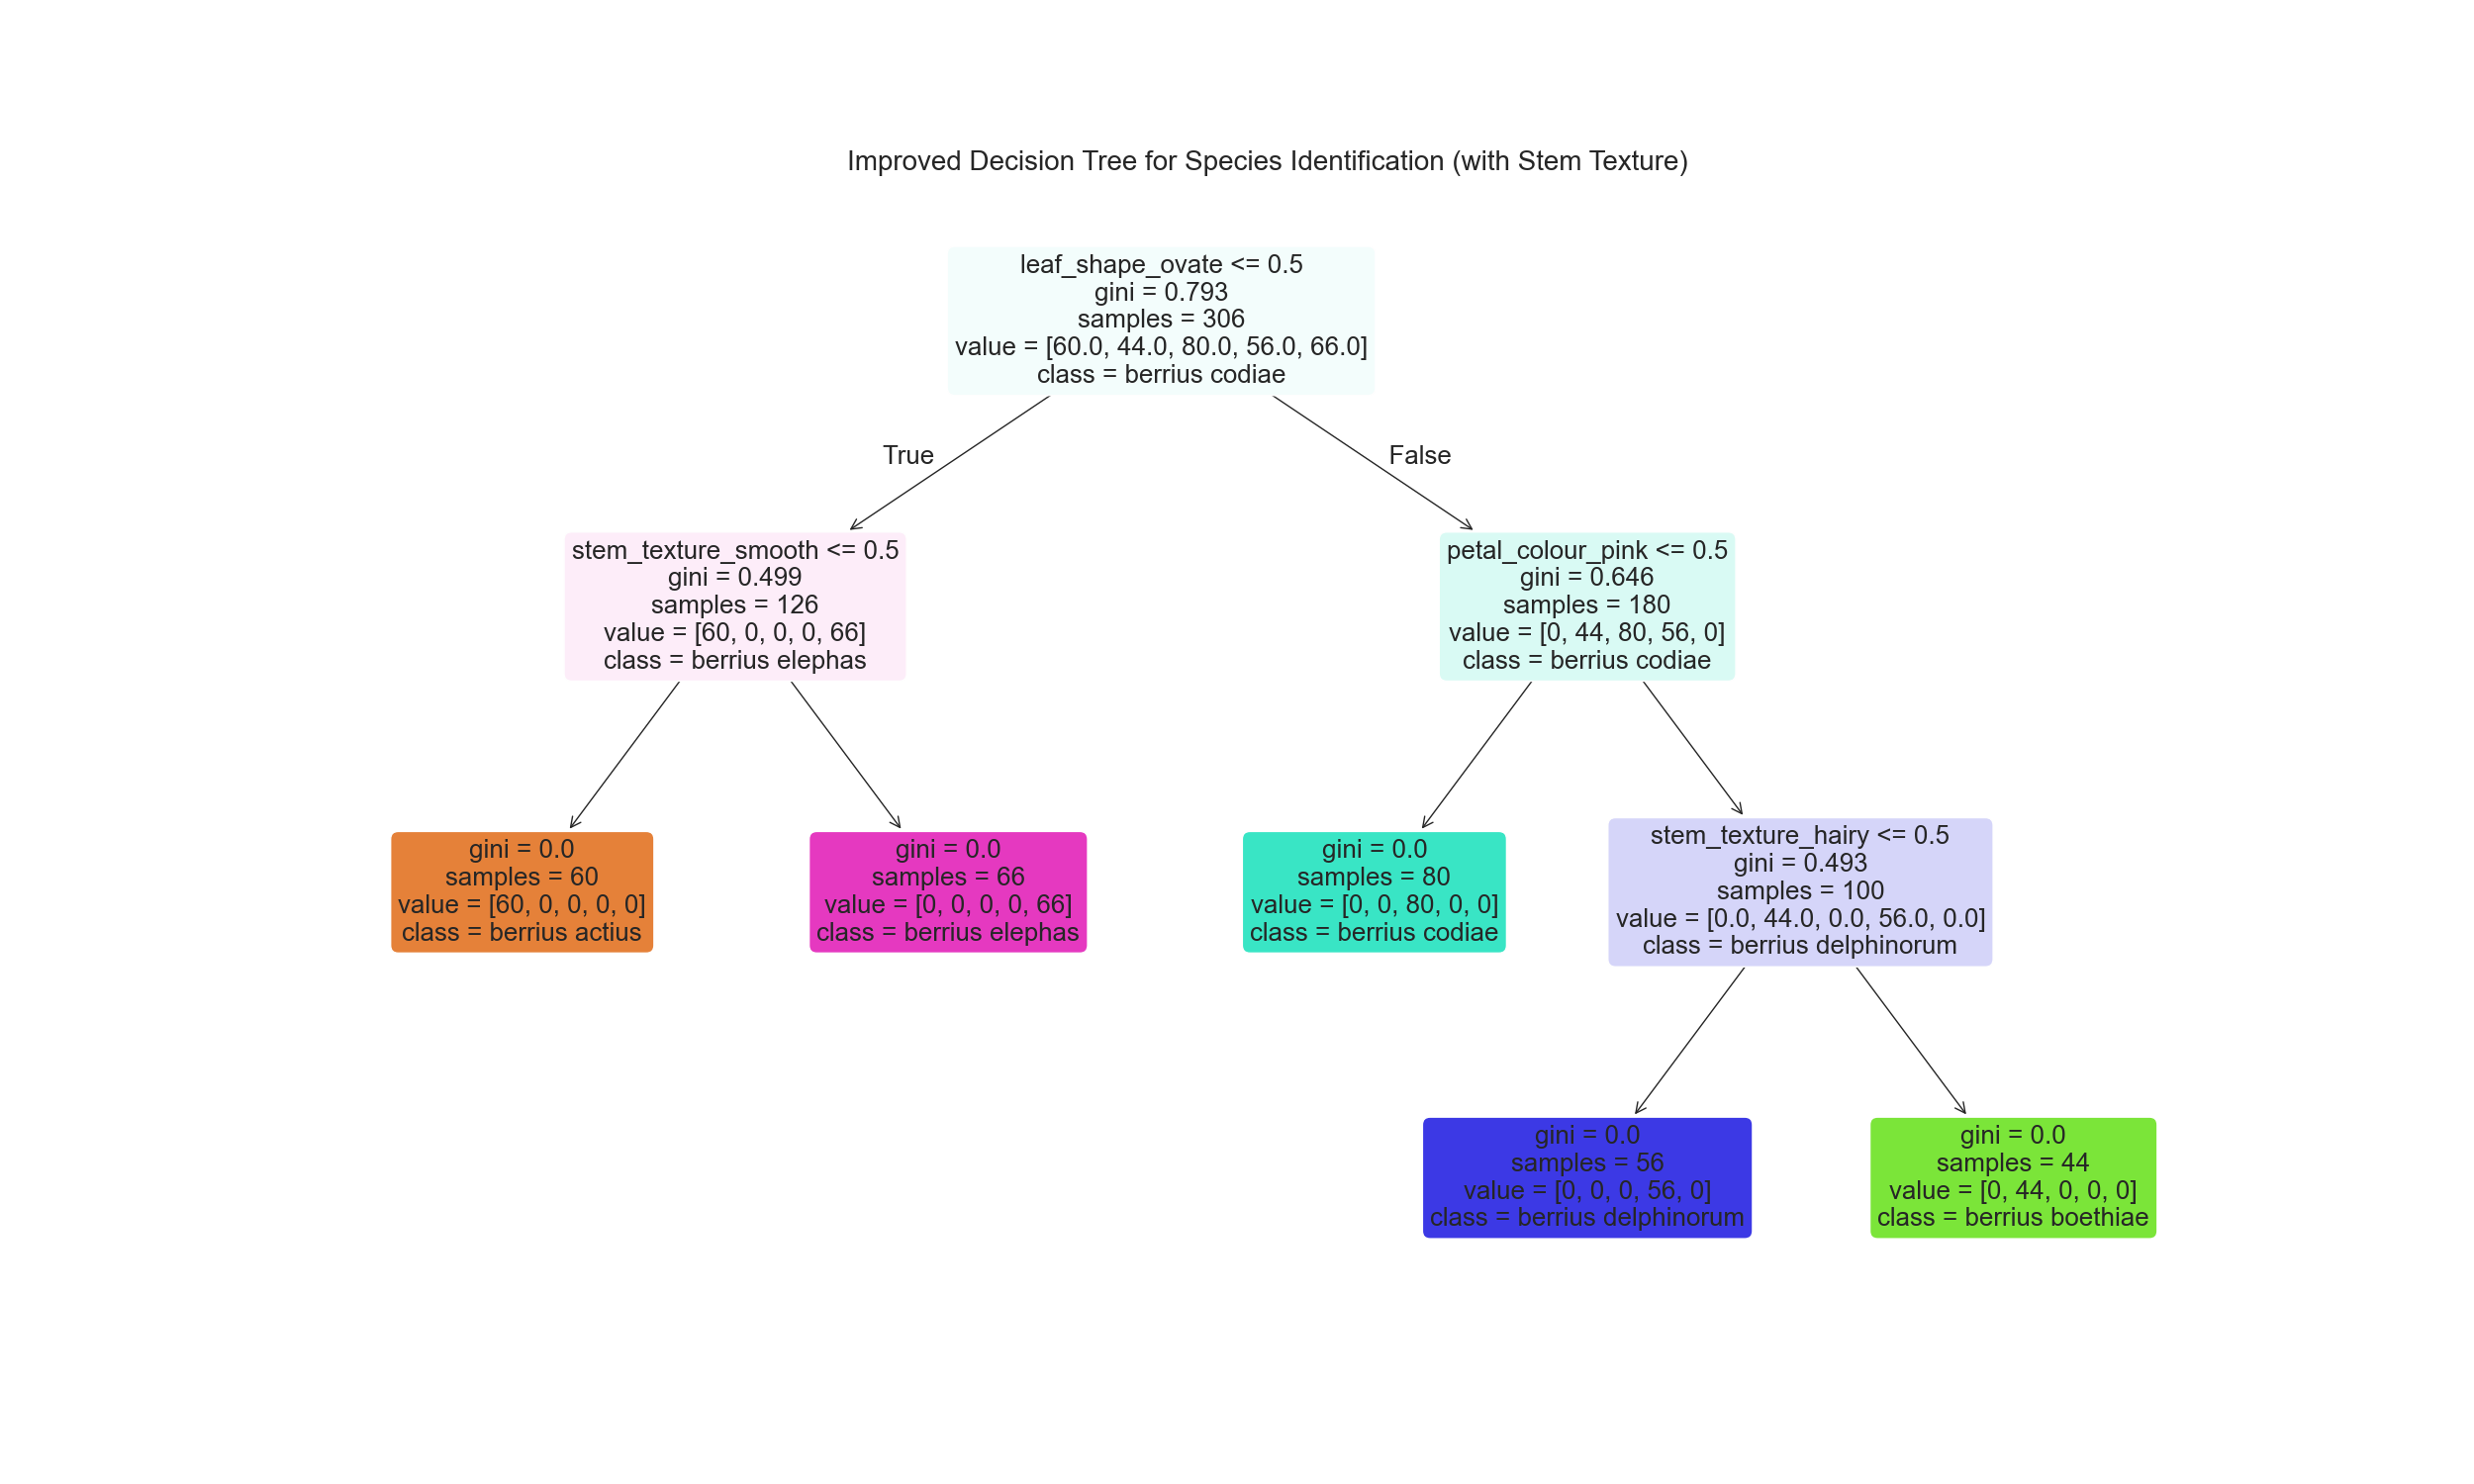 Improved Decision Tree for Species Identification (with Stem Texture)
leaf_shape_ovate <= 0.5
gini = 0.793
samples = 306
value = [60.0, 44.0, 80.0, 56.0, 66.0]
class = berrius codiae
True
False
stem_texture_smooth <= 0.5
gini = 0.499
samples = 126
value = [60, 0, 0, 0, 66]
class = berrius elephas
petal_colour_pink <= 0.5
gini = 0.646
samples = 180
value = [0, 44, 80, 56, 0]
class = berrius codiae
gini = 0.0
samples = 60
value = [60, 0, 0, 0, 0]
class = berrius actius
gini = 0.0
samples = 66
value = [0, 0, 0, 0, 66]
class = berrius elephas
gini = 0.0
samples = 80
value = [0, 0, 80, 0, 0]
class = berrius codiae
stem_texture_hairy <= 0.5
gini = 0.493
samples = 100
value = [0.0, 44.0, 0.0, 56.0, 0.0]
class = berrius delphinorum
gini = 0.0
samples = 56
value = [0, 0, 0, 56, 0]
class = berrius delphinorum
gini = 0.0
samples = 44
value = [0, 44, 0, 0, 0]
class = berrius boethiae